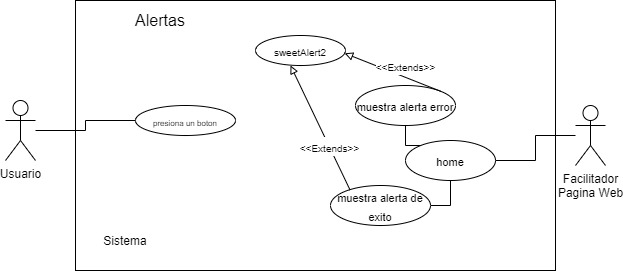 Alertas
sweetAlert2
<<Extends>>
muestra alerta error
presiona un boton
<<Extends>>
home
Usuario
Facilitador
Pagina Web
muestra alerta de
exito
Sistema